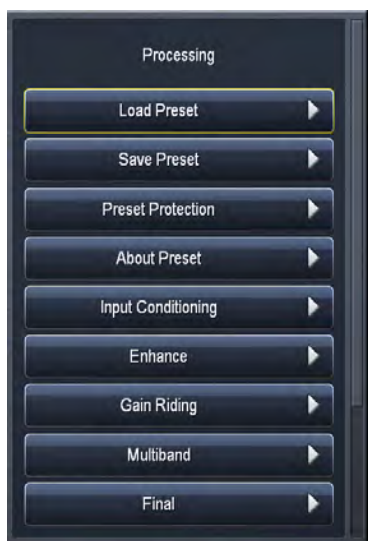 Processing
Load Preset
Save Preset
Preset Protection
About Preset
Input Conditioning
Enhance
Gain Riding
Multiband
Final